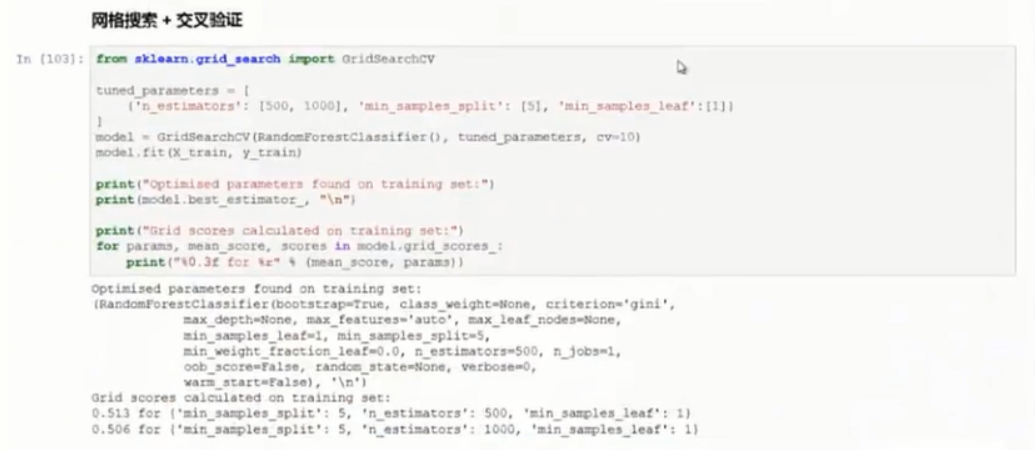 网格搜索 + 交叉验证
In [103]: from sklearn.grid_search import GridSearchCV
tuned_parameters = [
{'n_estimators': [500, 1000], 'min_samples_split': [5], 'min_samples_leaf':[1]}
]
model = GridSearchCV(RandomForestClassifier(), tuned_parameters, cv=10)
model.fit(X_train, y_train)
print("Optimised parameters found on training set:")
print(model.best_estimator_, "\n")
print("Grid scores calculated on training set:")
for params, mean_score, scores in model.grid_scores_:
print("%0.3f for %r" % (mean_score, params))
Optimised parameters found on training set:
(RandomForestClassifier(bootstrap=True, class_weight=None, criterion='gini',
max_depth=None, max_features='auto', max_leaf_nodes=None,
min_samples_leaf=1, min_samples_split=5,
min_weight_fraction_leaf=0.0, n_estimators=500, n_jobs=1,
oob_score=False, random_state=None, verbose=0,
warm_start=False), '\n')
Grid scores calculated on training set:
0.513 for {'min_samples_split': 5, 'n_estimators': 500, 'min_samples_leaf': 1}
0.506 for {'min_samples_split': 5, 'n_estimators': 1000, 'min_samples_leaf': 1}